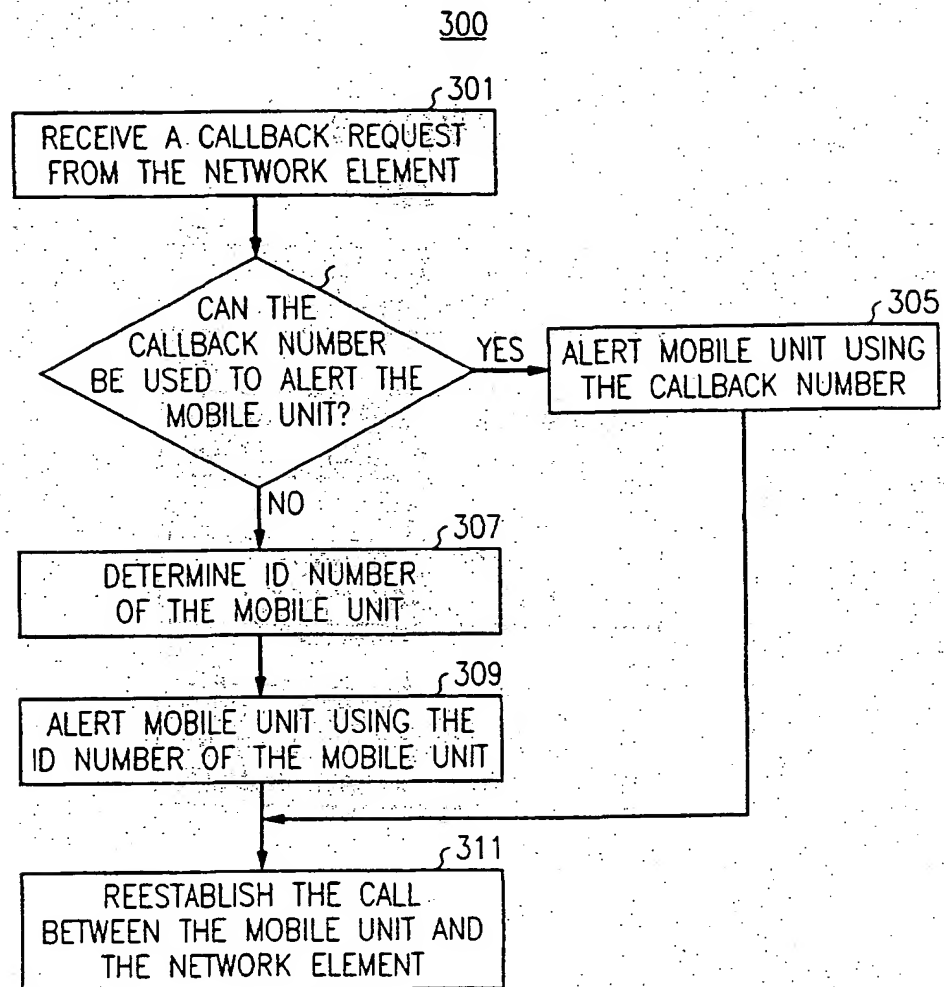 300
301
RECEIVE A CALLBACK REQUEST
FROM THE NETWORK ELEMENT
CAN THE
CALLBACK NUMBER
BE USED TO ALERT THE
MOBILE UNIT?
YES
305
ALERT MOBILE UNIT USING
THE CALLBACK NUMBER
NO
307
DETERMINE ID NUMBER
OF THE MOBILE UNIT
309
ALERT MOBILE UNIT USING THE
ID NUMBER OF THE MOBILE UNIT
311
REESTABLISH THE CALL
BETWEEN THE MOBILE UNIT AND
THE NETWORK ELEMENT